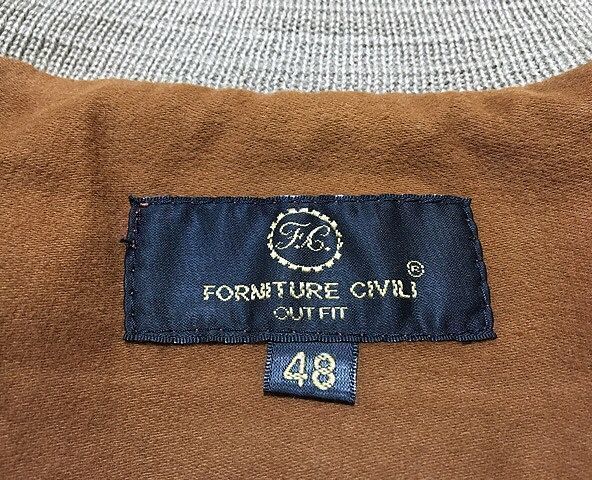 F.C.
®
FORNITURE CIVILI
OUTFIT
48